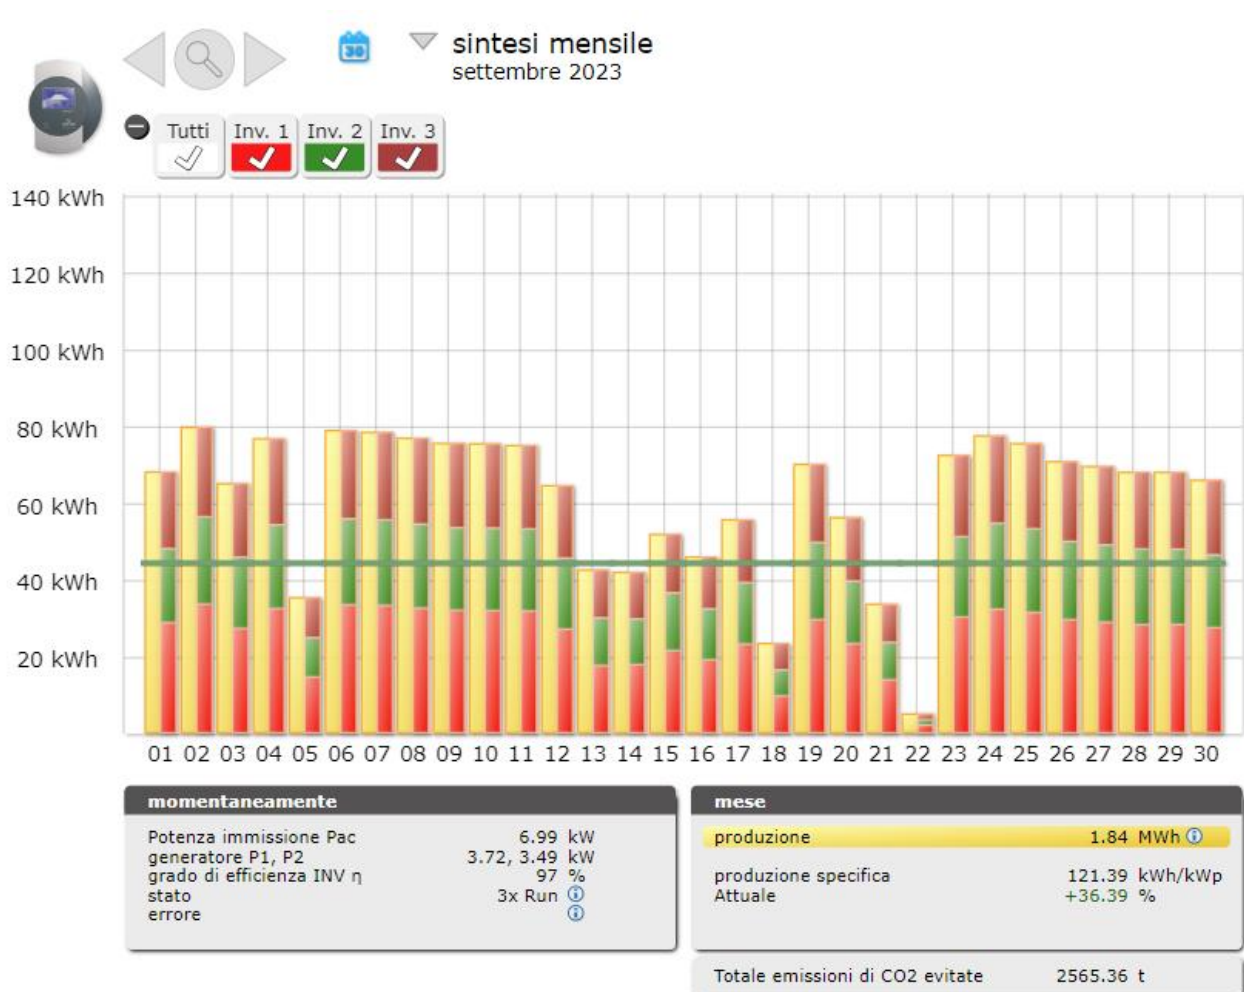 sintesi mensile
settembre 2023
30
Tutti Inv. 1 Inv. 2 Inv. 3
140 kWh
120 kWh
100 kWh
80 kWh
60 kWh
40 kWh
20 kWh
01 02 03 04 05 06 07 08 09 10 11 12 13 14 15 16 17 18 19 20 21 22 23 24 25 26 27 28 29 30
momentaneamente
Potenza immissione Pac 6.99 kW
generatore P1, P2 3.72, 3.49 kW
grado di efficienza INV η 97 %
stato 3x Run
errore
mese
produzione 1.84 MWh
produzione specifica 121.39 kWh/kWp
Attuale +36.39 %
Totale emissioni di CO2 evitate 2565.36 t